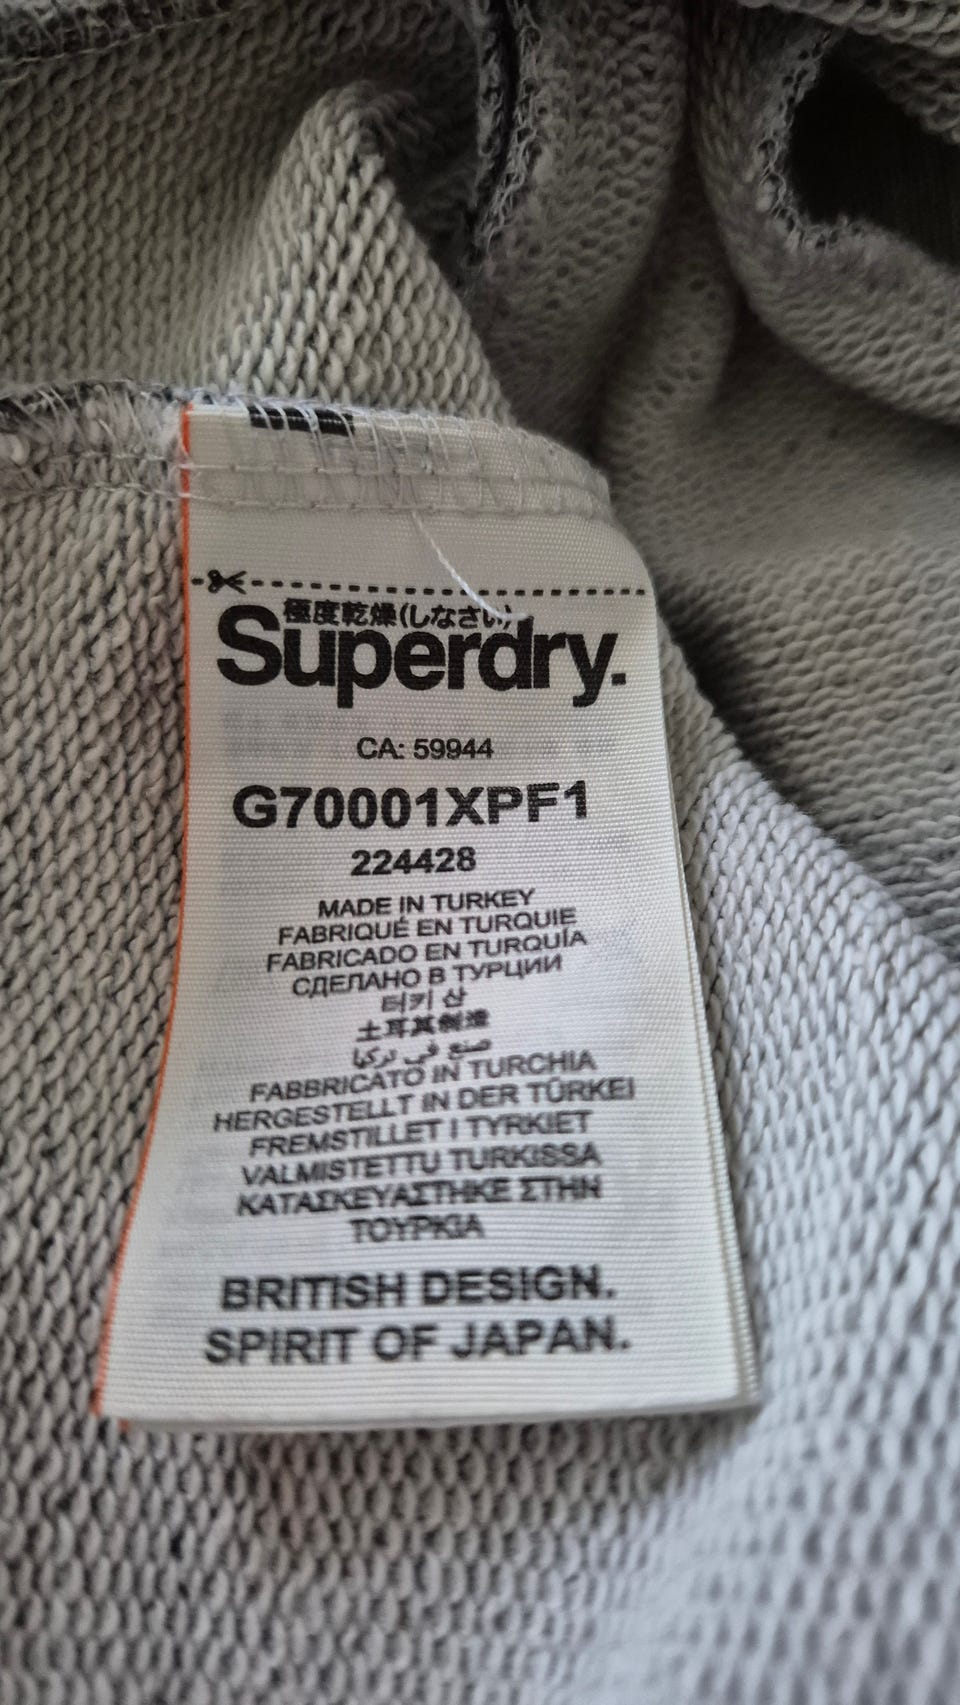 極度乾燥(しなさい)
Superdry.
CA: 59944
G70001XPF1
224428
MADE IN TURKEY
FABRIQUÉ EN TURQUIE
FABRICADO EN TURQUÍA
СДЕЛАНО В ТУРЦИИ
터키 산
土耳其制造
صنع في تركيا
FABBRICATO IN TURCHIA
HERGESTELLT IN DER TÜRKEI
FREMSTILLET I TYRKIET
VALMISTETTU TURKISSA
ΚΑΤΑΣΚΕΥΑΣΤΗΚΕ ΣΤΗΝ
ΤΟΥΡΚΙΑ
BRITISH DESIGN.
SPIRIT OF JAPAN.